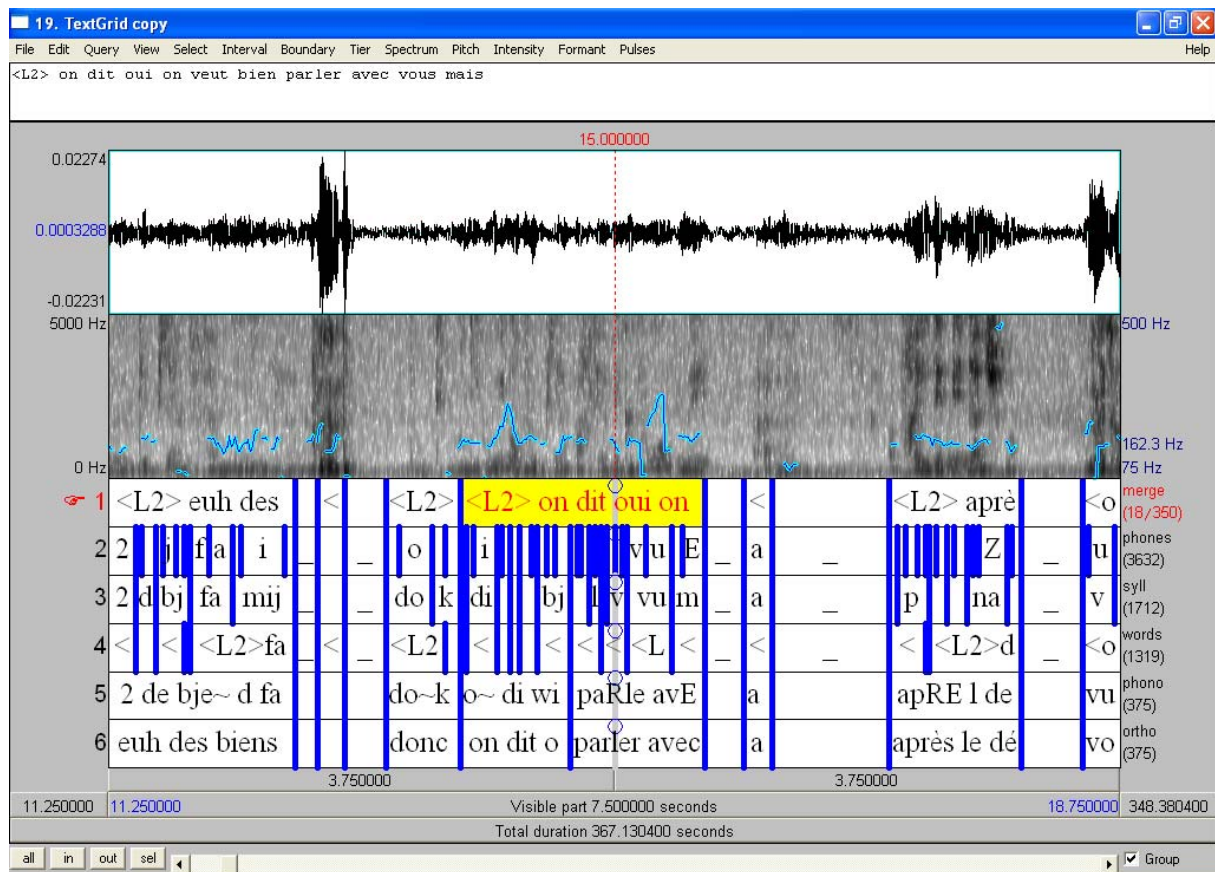 19. TextGrid copy
File Edit Query View Select Interval Boundary Tier Spectrum Pitch Intensity Formant Pulses Help
<L2> on dit oui on veut bien parler avec vous mais
15.000000
0.02274
0.0003288
-0.02231
5000 Hz 500 Hz
162.3 Hz
0 Hz 75 Hz
1 <L2> euh des < <L2> <L2> on dit oui on < <L2> aprè <o merge (18/350)
2 2 j f a i _ _ o i v u E _ a _ Z _ u phones (3632)
3 2 d bj fa mij _ _ do k di bj l v vu m _ a _ p na _ v syll (1712)
4 < < <L2>fa _ < _ <L2 < < < < <L < _ < _ < <L2>d _ <o words (1319)
5 2 de bje~ d fa do~k o~ di wi paRle avE a apRE l de vu phono (375)
6 euh des biens donc on dit o parler avec a après le dé vo ortho (375)
3.750000 3.750000
11.250000 11.250000 Visible part 7.500000 seconds 18.750000 348.380400
Total duration 367.130400 seconds
all in out sel Group